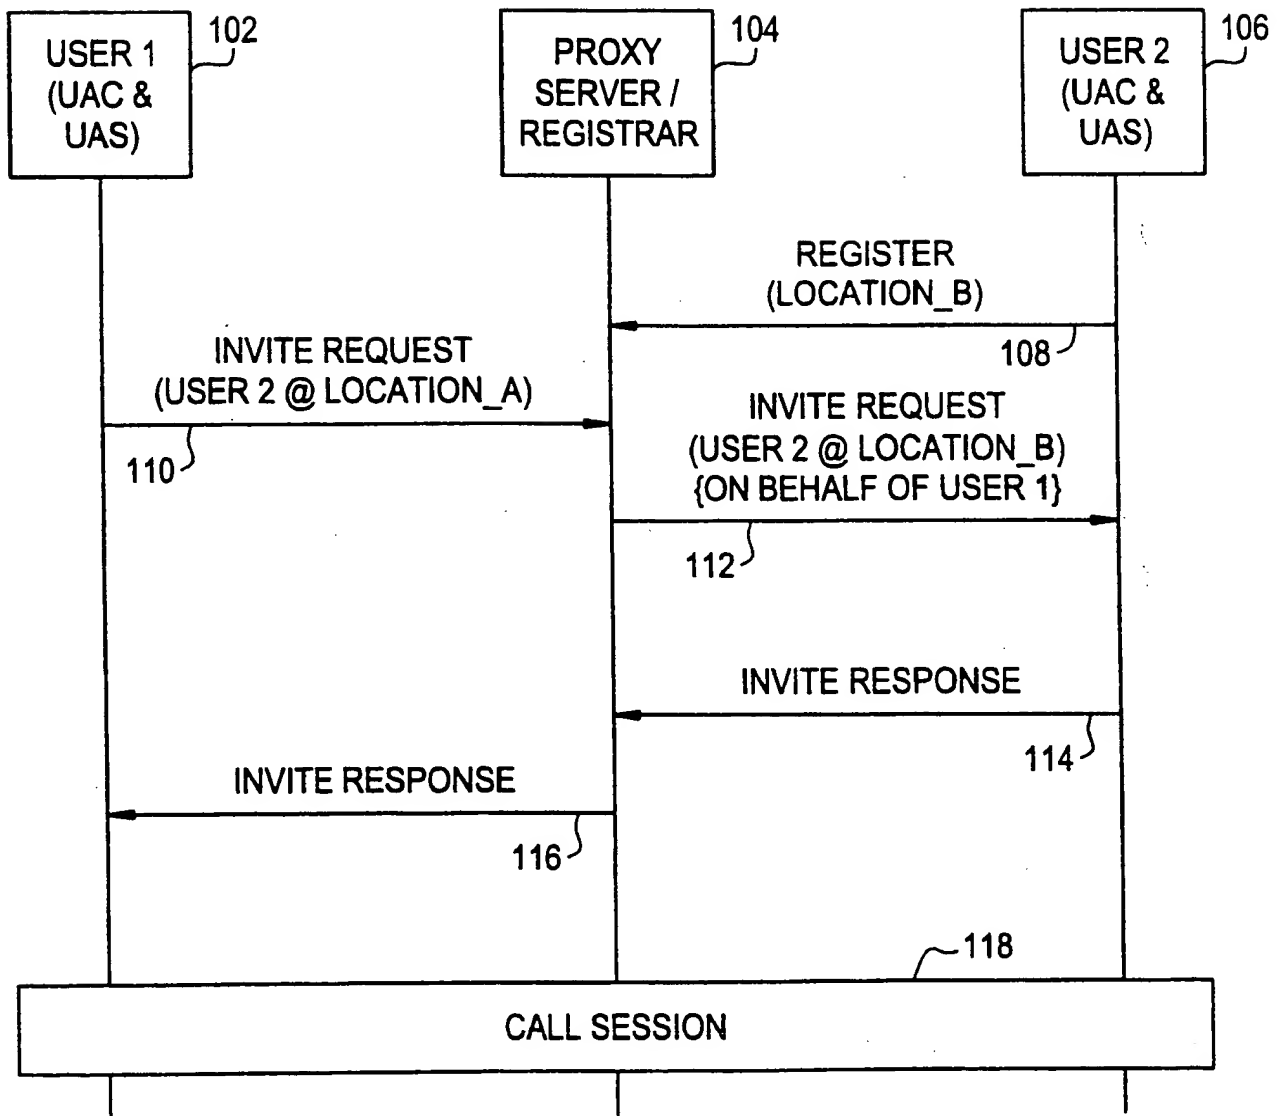 USER 1
(UAC &
UAS)
102
PROXY
SERVER /
REGISTRAR
104
USER 2
(UAC &
UAS)
106
REGISTER
(LOCATION_B)
108
INVITE REQUEST
(USER 2 @ LOCATION_A)
110
INVITE REQUEST
(USER 2 @ LOCATION_B)
{ON BEHALF OF USER 1}
112
INVITE RESPONSE
114
INVITE RESPONSE
116
118
CALL SESSION